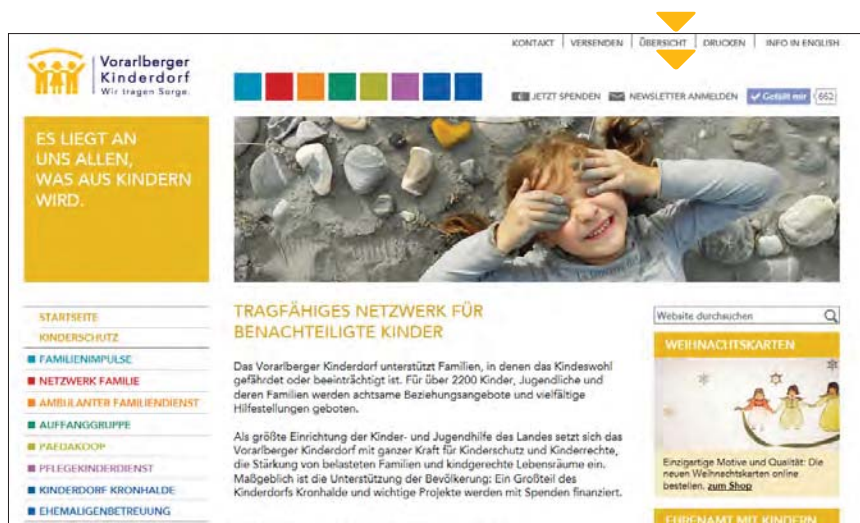 KONTAKT | VERSENDEN | ÜBERSICHT | DRUCKEN | INFO IN ENGLISH
Vorarlberger
Kinderdorf
Wir tragen Sorge.
JETZT SPENDEN NEWSLETTER ANMELDEN Gefällt mir 662
ES LIEGT AN
UNS ALLEN,
WAS AUS KINDERN
WIRD.
STARTSEITE
KINDERSCHUTZ
FAMILIENIMPULSE
NETZWERK FAMILIE
AMBULANTER FAMILIENDIENST
AUFFANGGRUPPE
PAEDAKOOP
PFLEGEKINDERDIENST
KINDERDORF KRONHALDE
EHEMALIGENBETREUUNG
TRAGFÄHIGES NETZWERK FÜR
BENACHTEILIGTE KINDER
Das Vorarlberger Kinderdorf unterstützt Familien, in denen das Kindeswohl
gefährdet oder beeinträchtigt ist. Für über 2200 Kinder, Jugendliche und
deren Familien werden achtsame Beziehungsangebote und vielfältige
Hilfestellungen geboten.
Als größte Einrichtung der Kinder- und Jugendhilfe des Landes setzt sich das
Vorarlberger Kinderdorf mit ganzer Kraft für Kinderschutz und Kinderrechte,
die Stärkung von belasteten Familien und kindgerechte Lebensräume ein.
Maßgeblich ist die Unterstützung der Bevölkerung: Ein Großteil des
Kinderdorfs Kronhalde und wichtige Projekte werden mit Spenden finanziert.
Website durchsuchen
WEIHNACHTSKARTEN
Einzigartige Motive und Qualität: Die
neuen Weihnachtskarten online
bestellen. zum Shop
EHRENAMT MIT KINDERN